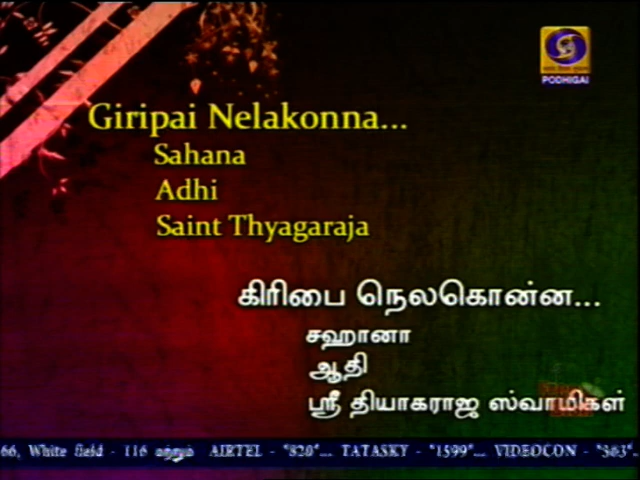 PODHIGAI
Giripai Nelakonna...
Sahana
Adhi
Saint Thyagaraja
கிரிபை நெலகொன்ன...
சஹானா
ஆதி
ஸ்ரீ தியாகராஜ ஸ்வாமிகள்
66, White field - 116 மற்றும் AIRTEL - "820"... TATASKY - "1599"... VIDEOCON - "563".